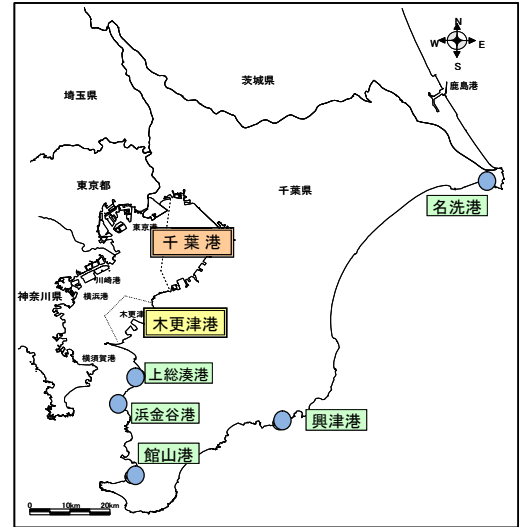 N
W E
S
茨城県
埼玉県
鹿島港
東京都
千葉県
名洗港
東京港
千葉港
川崎港
神奈川県
横浜港
木更津
木更津港
横須賀港
上総湊港
浜金谷港
興津港
館山港
0 10km 20km